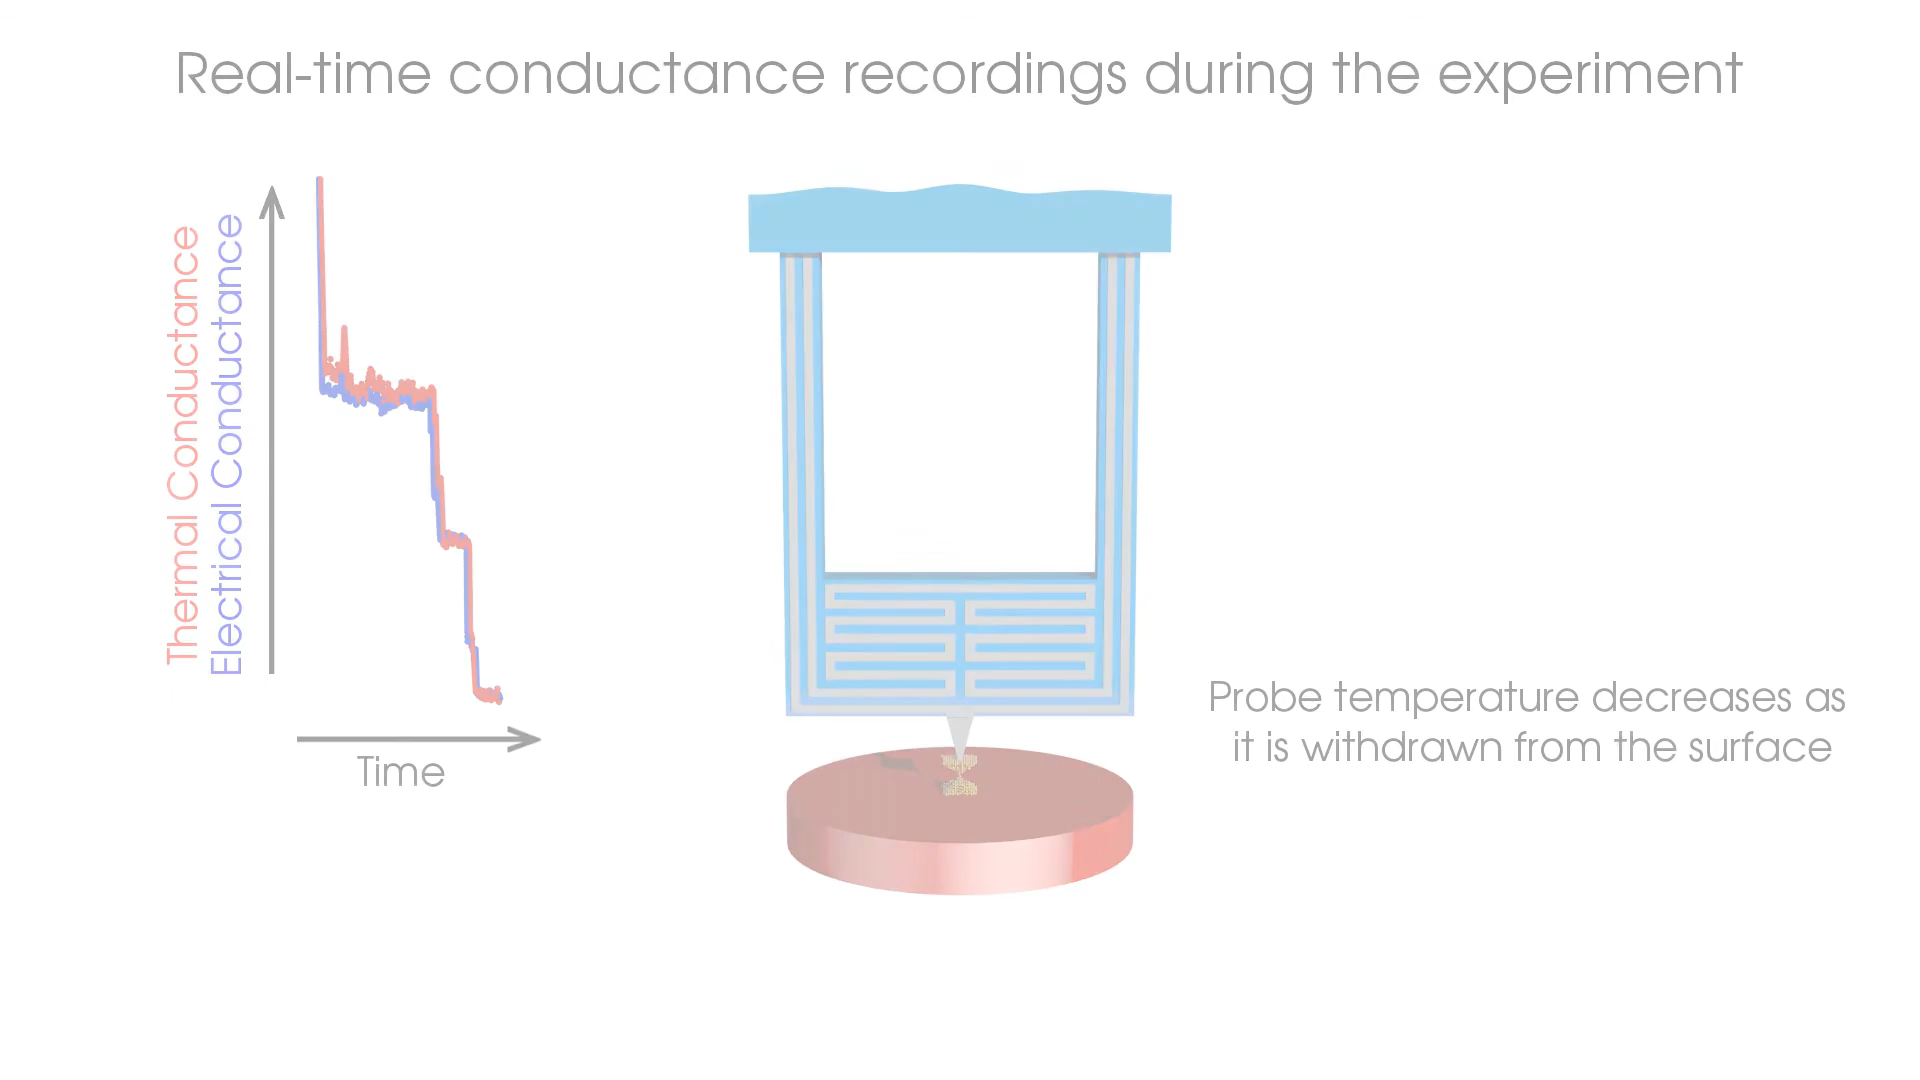 Real-time conductance recordings during the experiment
Thermal Conductance
Electrical Conductance
Time
Probe temperature decreases as
it is withdrawn from the surface